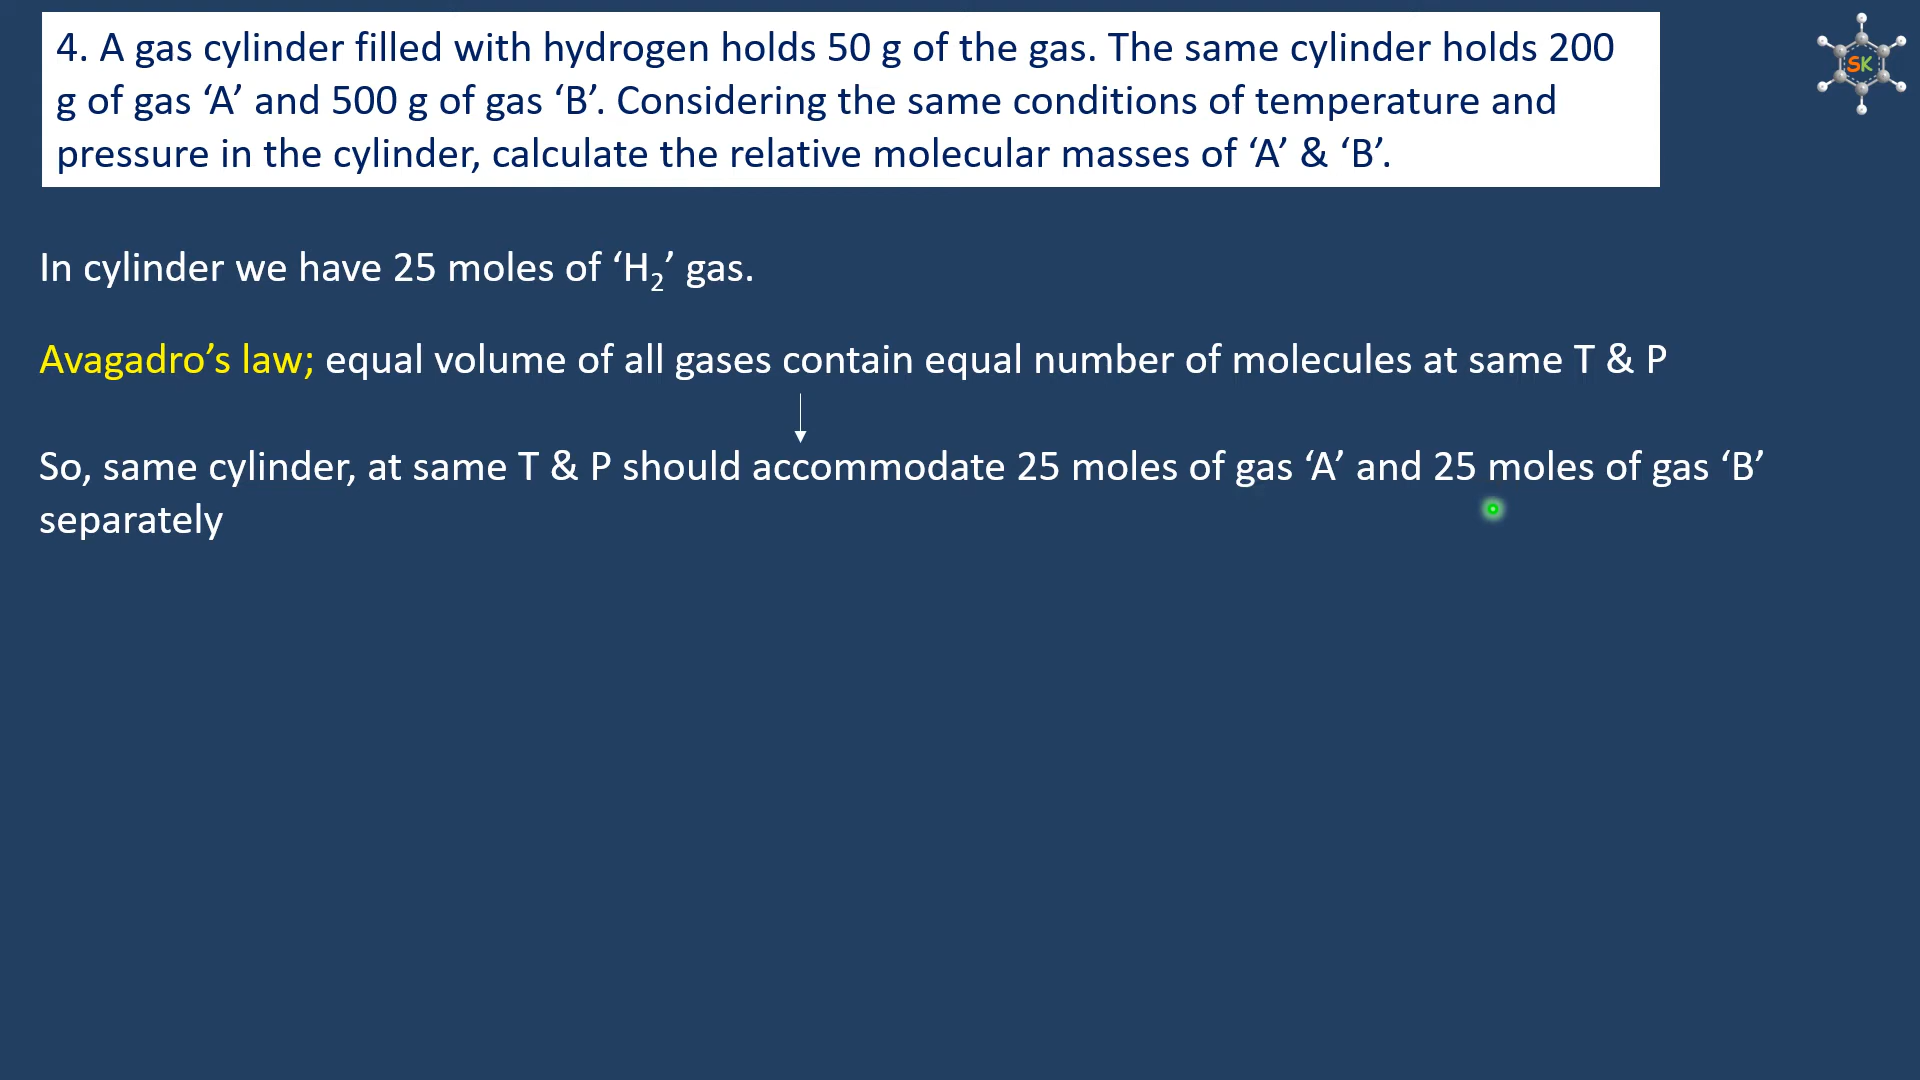 4. A gas cylinder filled with hydrogen holds 50 g of the gas. The same cylinder holds 200
g of gas ‘A’ and 500 g of gas ‘B’. Considering the same conditions of temperature and
pressure in the cylinder, calculate the relative molecular masses of ‘A’ & ‘B’.
SK
In cylinder we have 25 moles of ‘H₂’ gas.
Avagadro’s law; equal volume of all gases contain equal number of molecules at same T & P
So, same cylinder, at same T & P should accommodate 25 moles of gas ‘A’ and 25 moles of gas ‘B’
separately